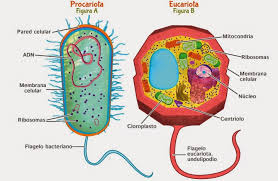 Procariota
Figura A
Pared celular
ADN
Membrana
celular
Ribosomas
Flagelo bacteriano
Eucariota
Figura B
Mitocondria
Ribosomas
Membrana
celular
Núcleo
Centríolo
Cloroplasto
Flagelo
eucariota,
undulipodio